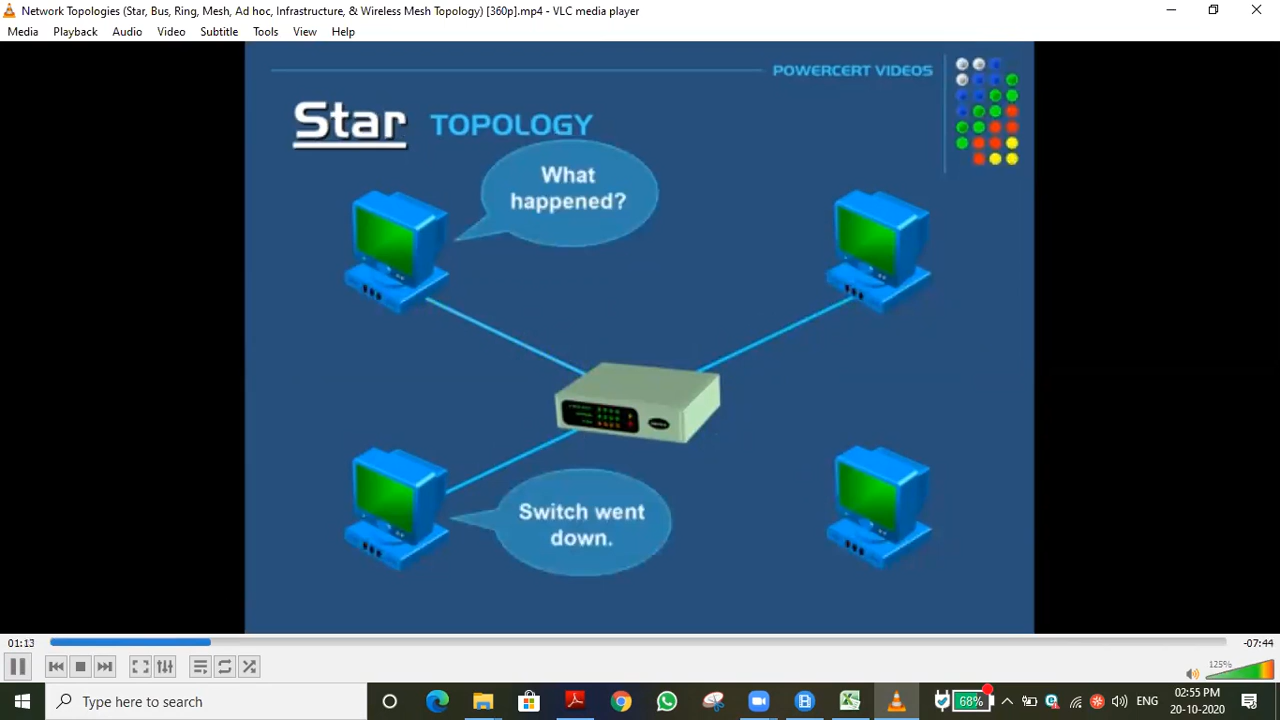 Network Topologies (Star, Bus, Ring, Mesh, Ad hoc, Infrastructure, & Wireless Mesh Topology) [360p].mp4 - VLC media player
Media Playback Audio Video Subtitle Tools View Help
POWERCERT VIDEOS
Star TOPOLOGY
What
happened?
Switch went
down.
01:13
-07:44
125%
Type here to search
68%
ENG
02:55 PM
20-10-2020